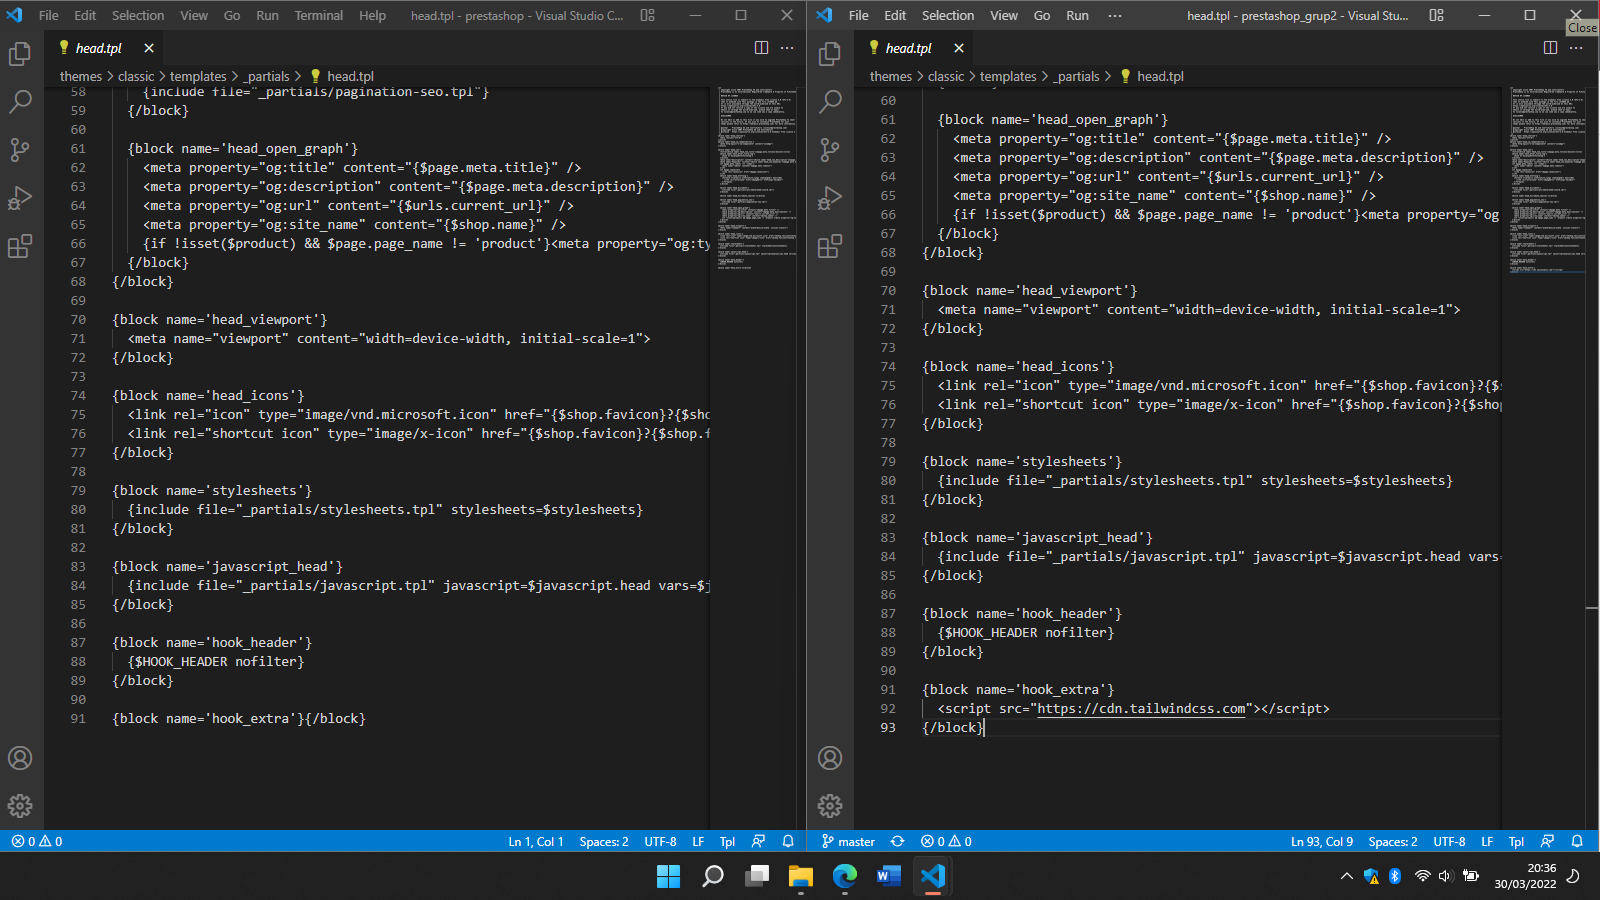 File Edit Selection View Go Run Terminal Help head.tpl - prestashop - Visual Studio C...
head.tpl
themes > classic > templates > _partials > head.tpl
58 {include file="_partials/pagination-seo.tpl"}
59 {/block}
60
61 {block name='head_open_graph'}
62 <meta property="og:title" content="{$page.meta.title}" />
63 <meta property="og:description" content="{$page.meta.description}" />
64 <meta property="og:url" content="{$urls.current_url}" />
65 <meta property="og:site_name" content="{$shop.name}" />
66 {if !isset($product) && $page.page_name != 'product'}<meta property="og:ty
67 {/block}
68 {/block}
69
70 {block name='head_viewport'}
71 <meta name="viewport" content="width=device-width, initial-scale=1">
72 {/block}
73
74 {block name='head_icons'}
75 <link rel="icon" type="image/vnd.microsoft.icon" href="{$shop.favicon}?{$sho
76 <link rel="shortcut icon" type="image/x-icon" href="{$shop.favicon}?{$shop.f
77 {/block}
78
79 {block name='stylesheets'}
80 {include file="_partials/stylesheets.tpl" stylesheets=$stylesheets}
81 {/block}
82
83 {block name='javascript_head'}
84 {include file="_partials/javascript.tpl" javascript=$javascript.head vars=$j
85 {/block}
86
87 {block name='hook_header'}
88 {$HOOK_HEADER nofilter}
89 {/block}
90
91 {block name='hook_extra'}{/block}
0 0 Ln 1, Col 1 Spaces: 2 UTF-8 LF Tpl
File Edit Selection View Go Run ··· head.tpl - prestashop_grup2 - Visual Stu...
Close
head.tpl
themes > classic > templates > _partials > head.tpl
60
61 {block name='head_open_graph'}
62 <meta property="og:title" content="{$page.meta.title}" />
63 <meta property="og:description" content="{$page.meta.description}" />
64 <meta property="og:url" content="{$urls.current_url}" />
65 <meta property="og:site_name" content="{$shop.name}" />
66 {if !isset($product) && $page.page_name != 'product'}<meta property="og
67 {/block}
68 {/block}
69
70 {block name='head_viewport'}
71 <meta name="viewport" content="width=device-width, initial-scale=1">
72 {/block}
73
74 {block name='head_icons'}
75 <link rel="icon" type="image/vnd.microsoft.icon" href="{$shop.favicon}?{$s
76 <link rel="shortcut icon" type="image/x-icon" href="{$shop.favicon}?{$shop
77 {/block}
78
79 {block name='stylesheets'}
80 {include file="_partials/stylesheets.tpl" stylesheets=$stylesheets}
81 {/block}
82
83 {block name='javascript_head'}
84 {include file="_partials/javascript.tpl" javascript=$javascript.head vars=
85 {/block}
86
87 {block name='hook_header'}
88 {$HOOK_HEADER nofilter}
89 {/block}
90
91 {block name='hook_extra'}
92 <script src="https://cdn.tailwindcss.com"></script>
93 {/block}
master 0 0 Ln 93, Col 9 Spaces: 2 UTF-8 LF Tpl
20:36
30/03/2022